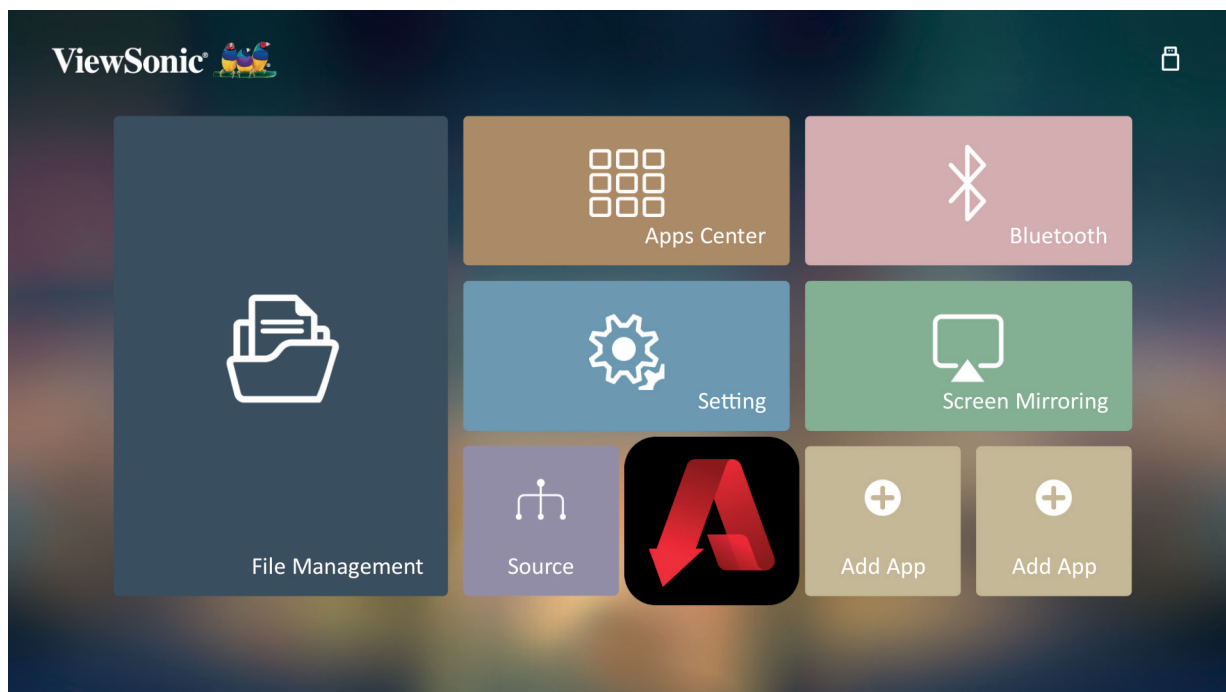 ViewSonic®
Apps Center
Bluetooth
Setting
Screen Mirroring
File Management
Source
Add App
Add App